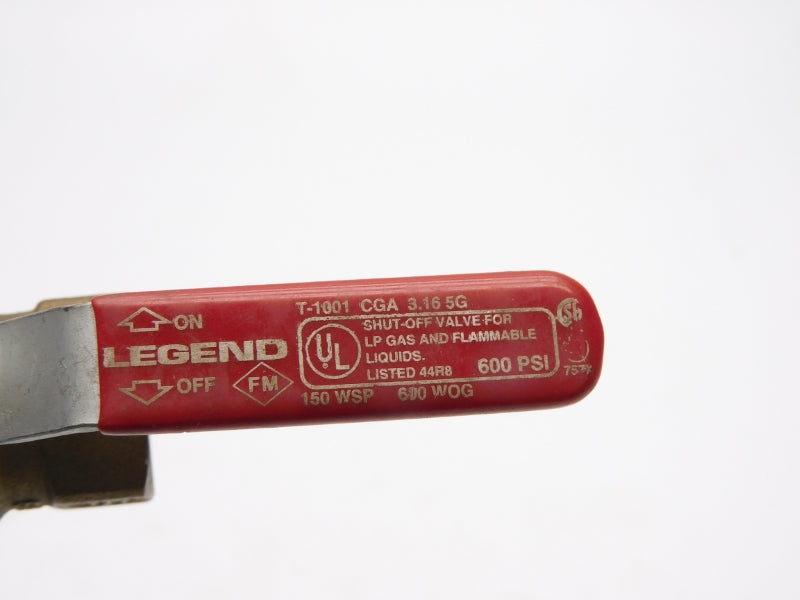 T-1001 CGA 3.16 5G
ON
LEGEND
OFF
FM
UL
SHUT-OFF VALVE FOR
LP GAS AND FLAMMABLE
LIQUIDS.
LISTED 44R8 600 PSI
150 WSP 600 WOG